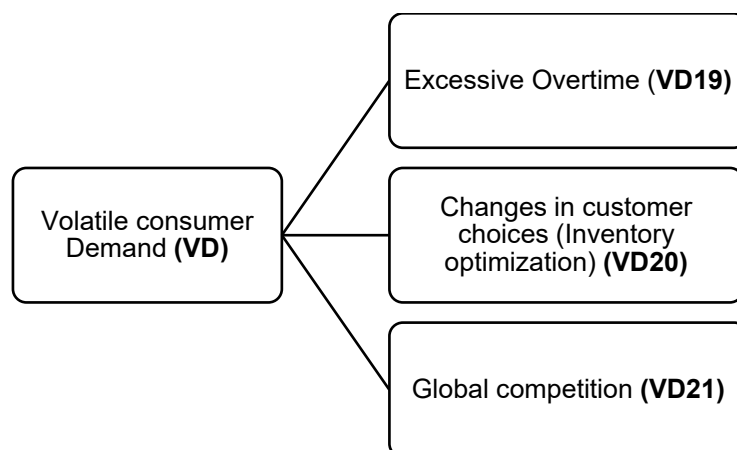 Excessive Overtime (VD19)
Volatile consumer
Demand (VD)
Changes in customer
choices (Inventory
optimization) (VD20)
Global competition (VD21)